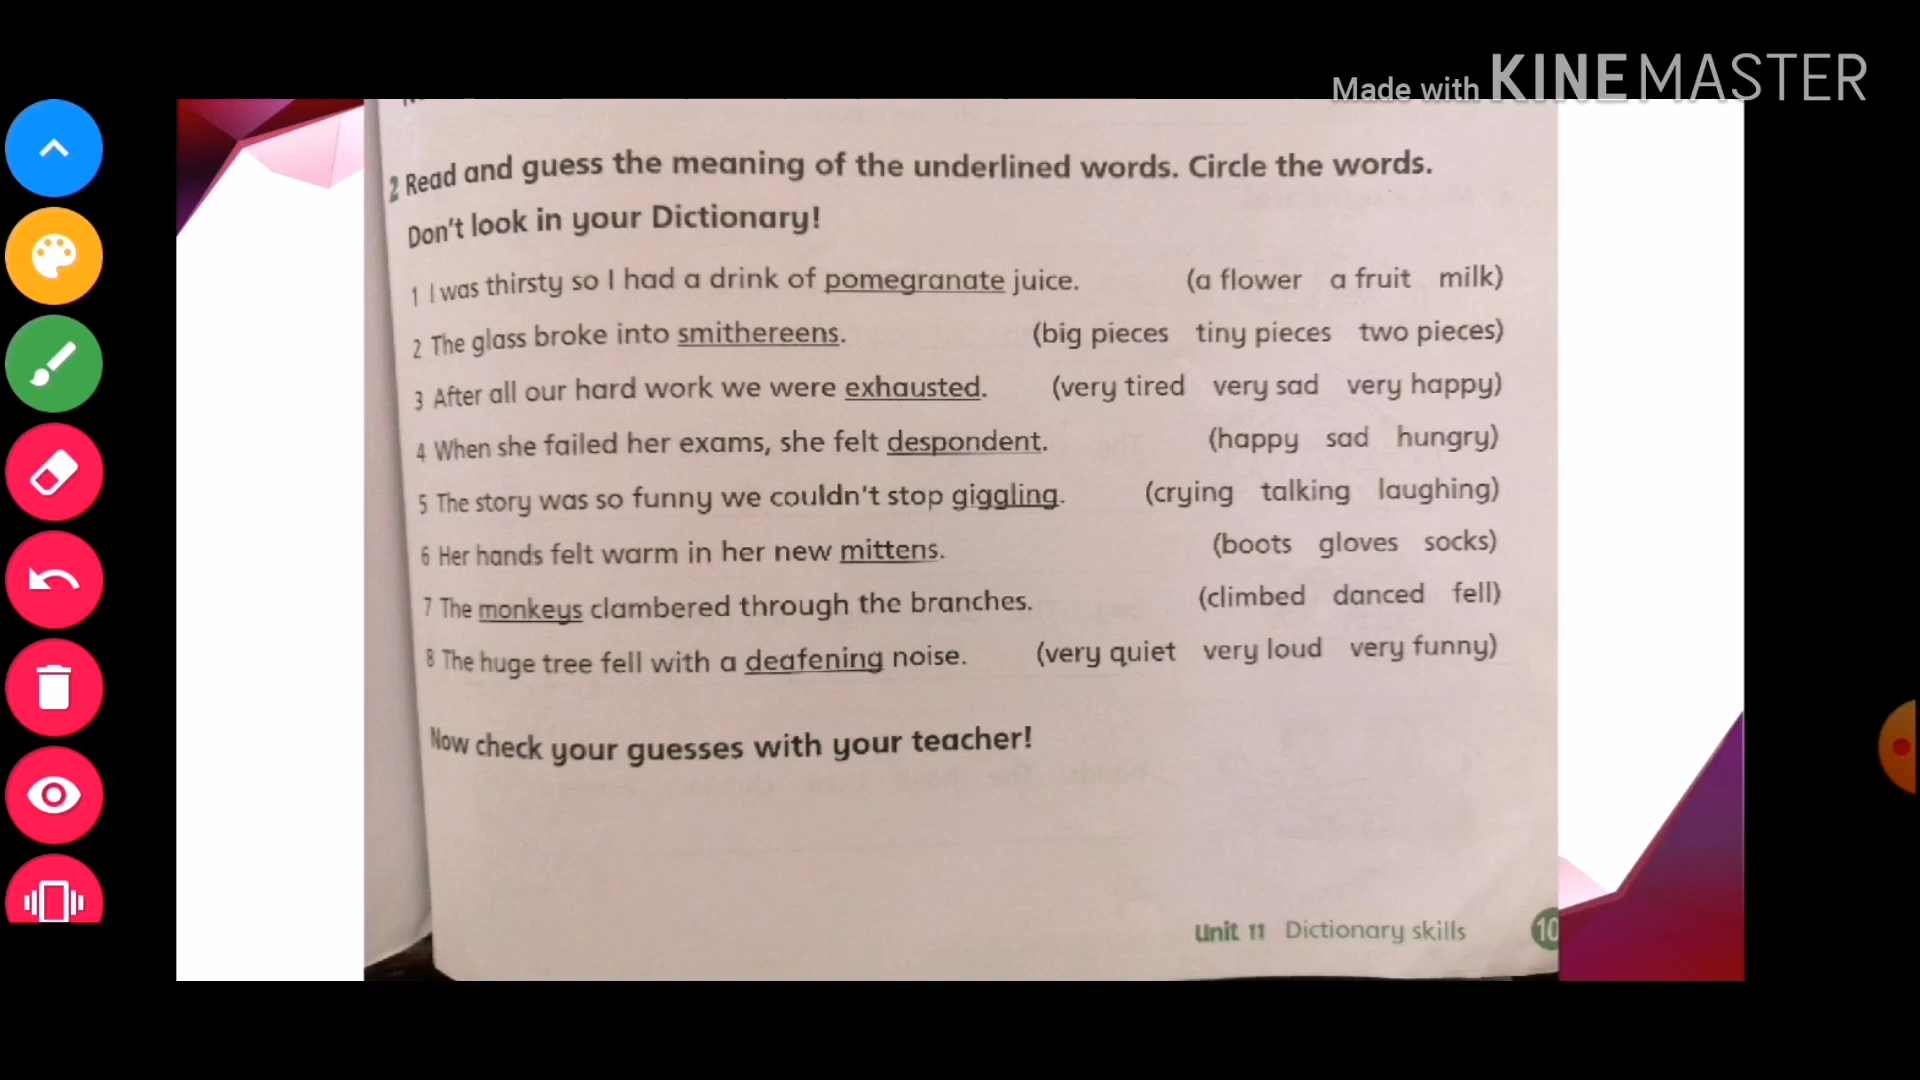 Made with KINEMASTER
2 Read and guess the meaning of the underlined words. Circle the words.
Don't look in your Dictionary!
1 I was thirsty so I had a drink of pomegranate juice. (a flower a fruit milk)
2 The glass broke into smithereens. (big pieces tiny pieces two pieces)
3 After all our hard work we were exhausted. (very tired very sad very happy)
4 When she failed her exams, she felt despondent. (happy sad hungry)
5 The story was so funny we couldn't stop giggling. (crying talking laughing)
6 Her hands felt warm in her new mittens. (boots gloves socks)
7 The monkeys clambered through the branches. (climbed danced fell)
8 The huge tree fell with a deafening noise. (very quiet very loud very funny)
Now check your guesses with your teacher!
Unit 11 Dictionary skills